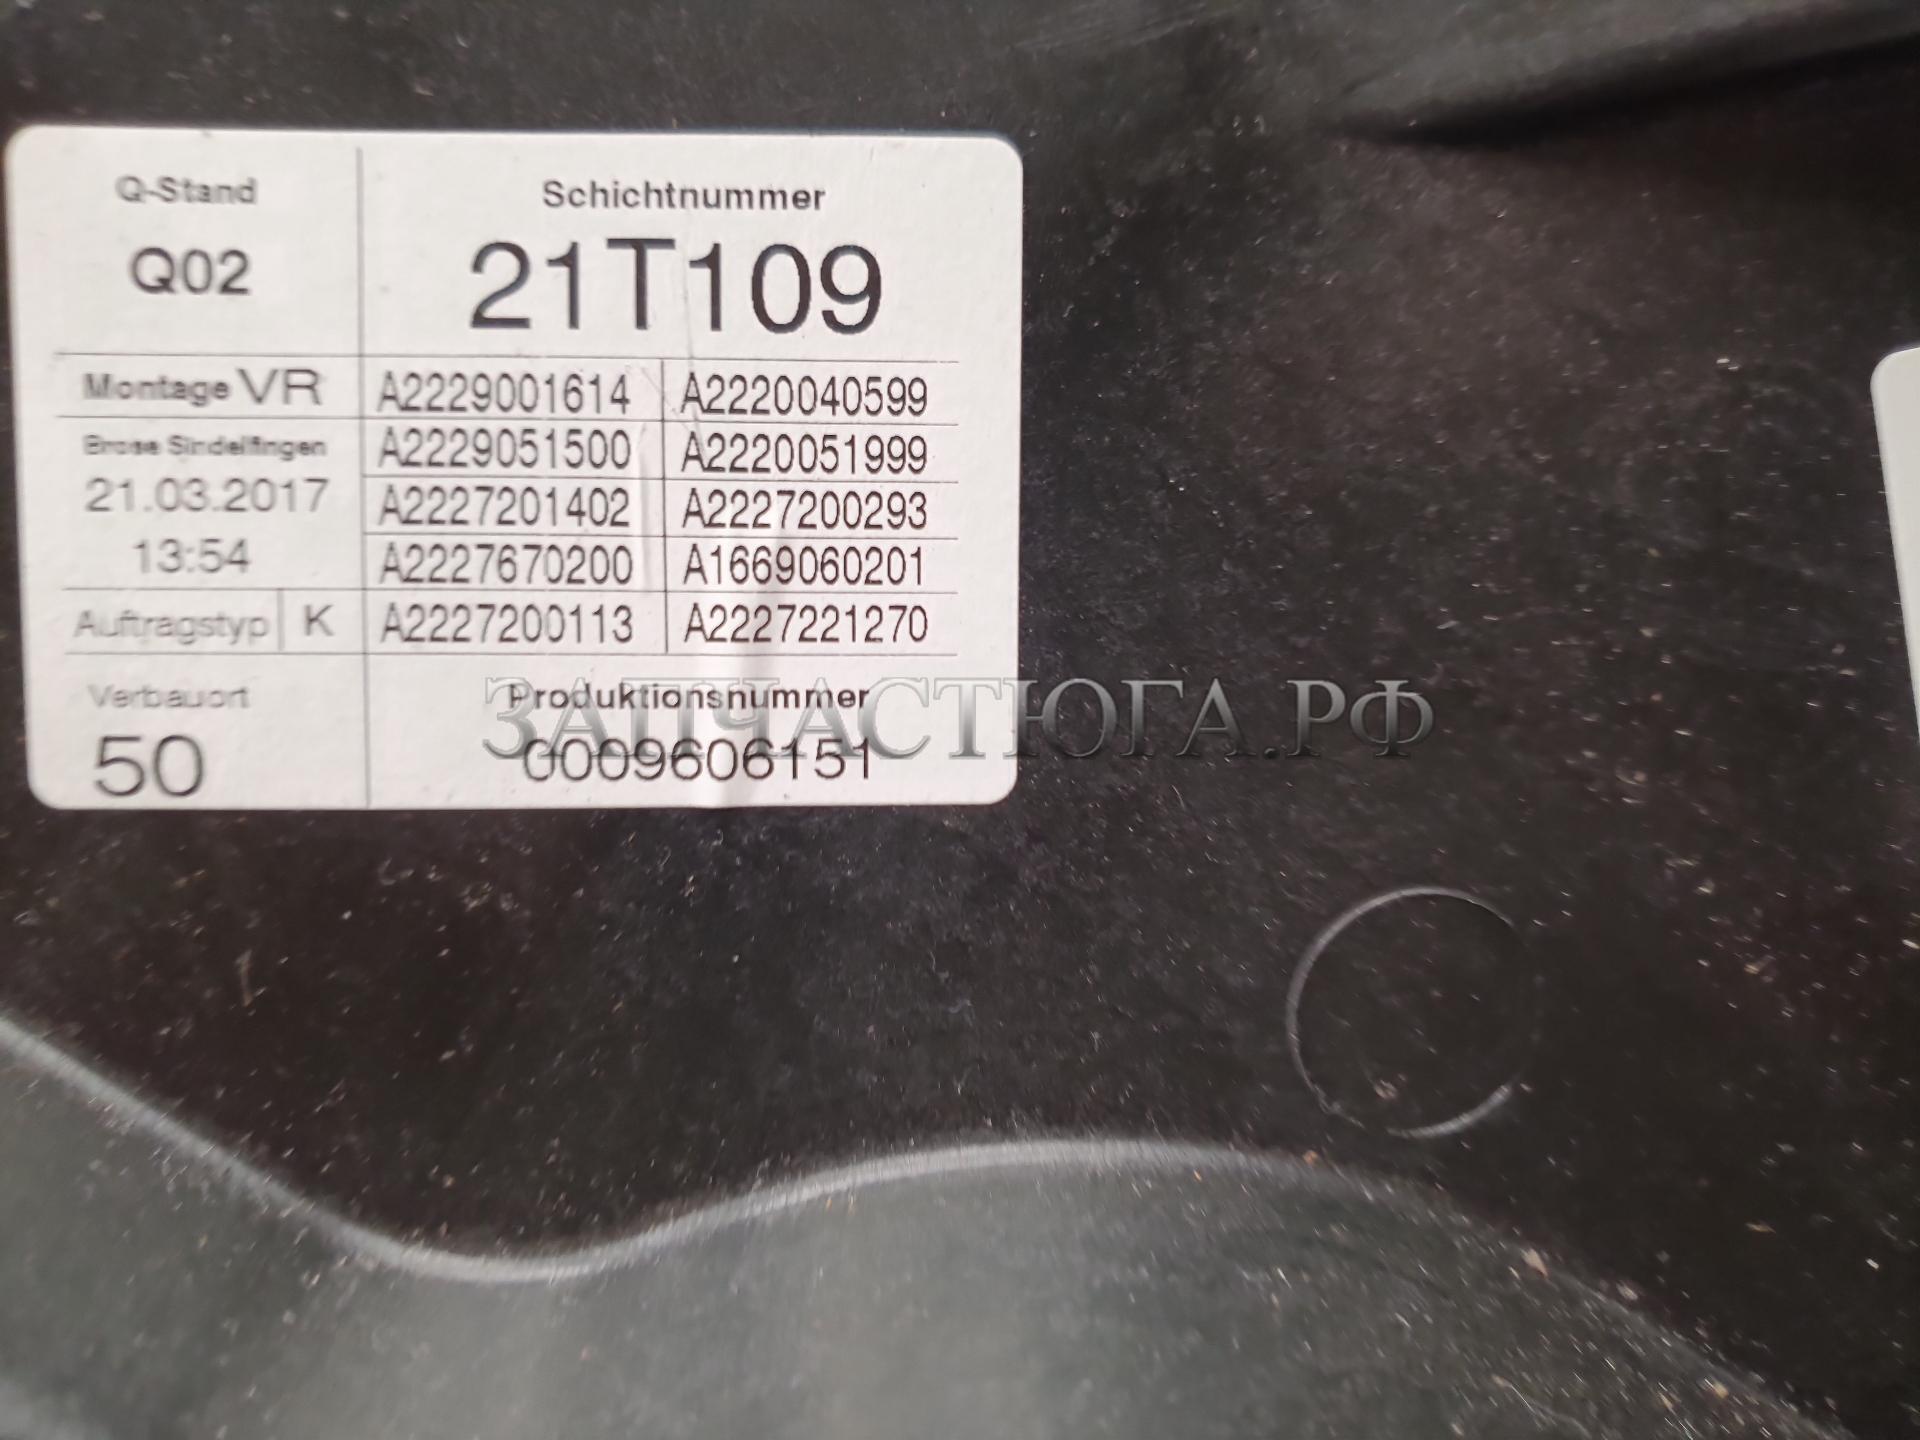 Q-Stand
Q02
Schichtnummer
21T109
Montage VR
Brose Sindelfingen
21.03.2017
13:54
Auftragstyp K
A2229001614 A2220040599
A2229051500 A2220051999
A2227201402 A2227200293
A2227670200 A1669060201
A2227200113 A2227221270
Verbauort
50
Produktionsnummer
0009606151
ЗАПЧАСТЮГА.РФ